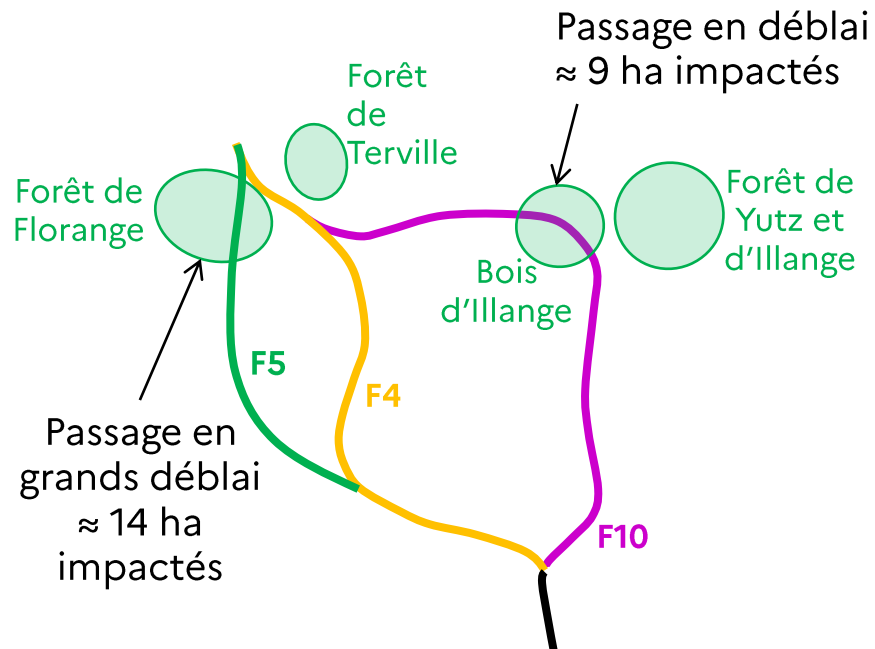 Passage en déblai
≈ 9 ha impactés
Forêt
de
Terville
Forêt de
Florange
Forêt de
Yutz et
d’Illange
Bois
d’Illange
F5
F4
Passage en
grands déblai
≈ 14 ha
impactés
F10